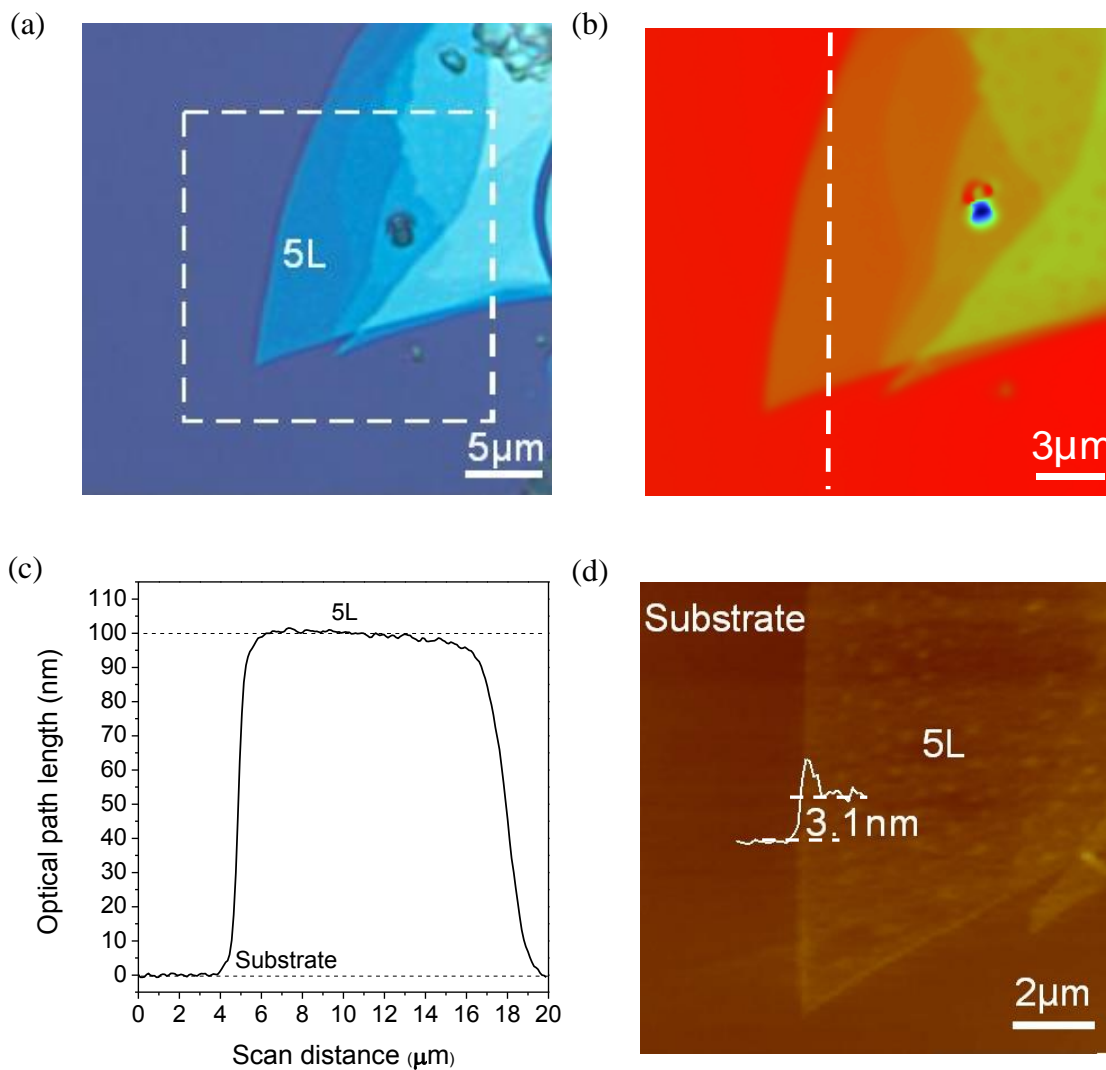 (a)
5L
5μm
(b)
3μm
(c)
110
100
90
80
70
60
50
40
30
20
10
0
Optical path length (nm)
5L
Substrate
0 2 4 6 8 10 12 14 16 18 20
Scan distance (μm)
(d)
Substrate
5L
3.1nm
2μm